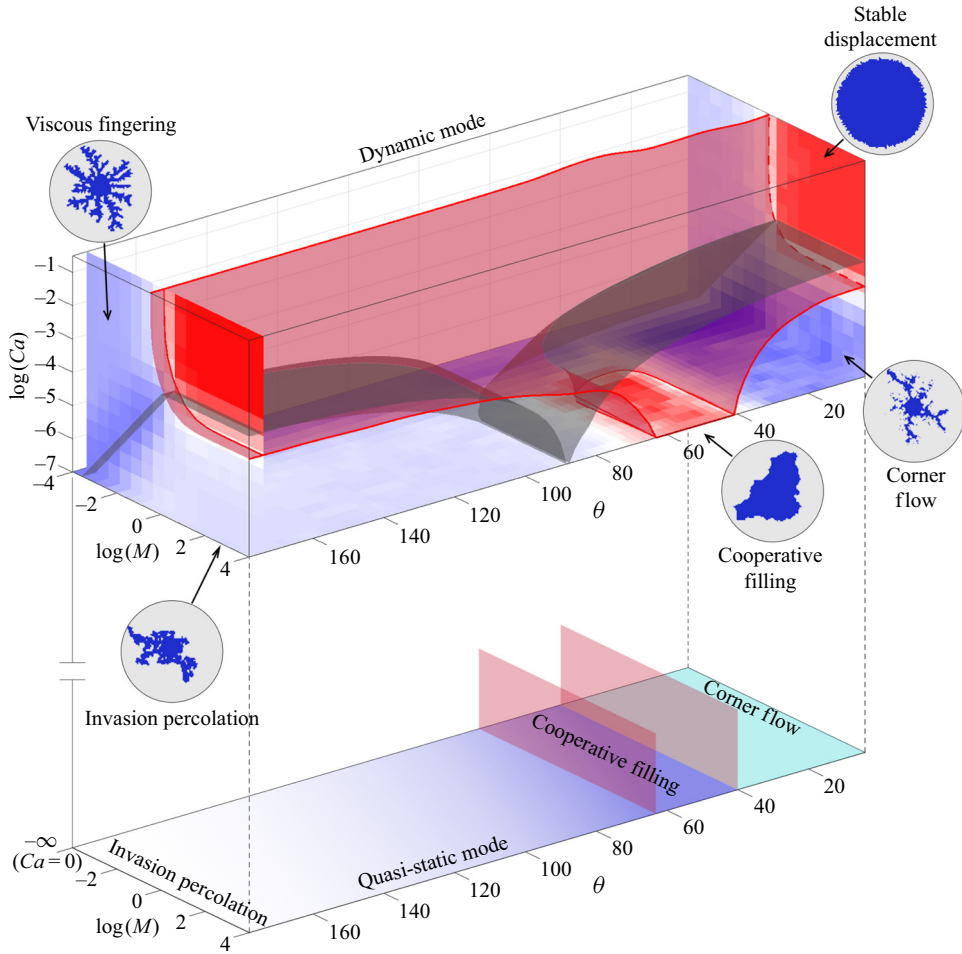 Stable
displacement
Viscous fingering
Dynamic mode
log(Ca)
−1
−2
−3
−4
−5
−6
−7
−4
−2
0
2
4
log(M)
160
140
120
100
80
60
40
20
θ
Corner
flow
Cooperative
filling
Invasion percolation
Corner flow
Cooperative filling
Quasi-static mode
Invasion percolation
−∞
(Ca=0)
−2
0
2
4
log(M)
160
140
120
100
80
60
40
20
θ